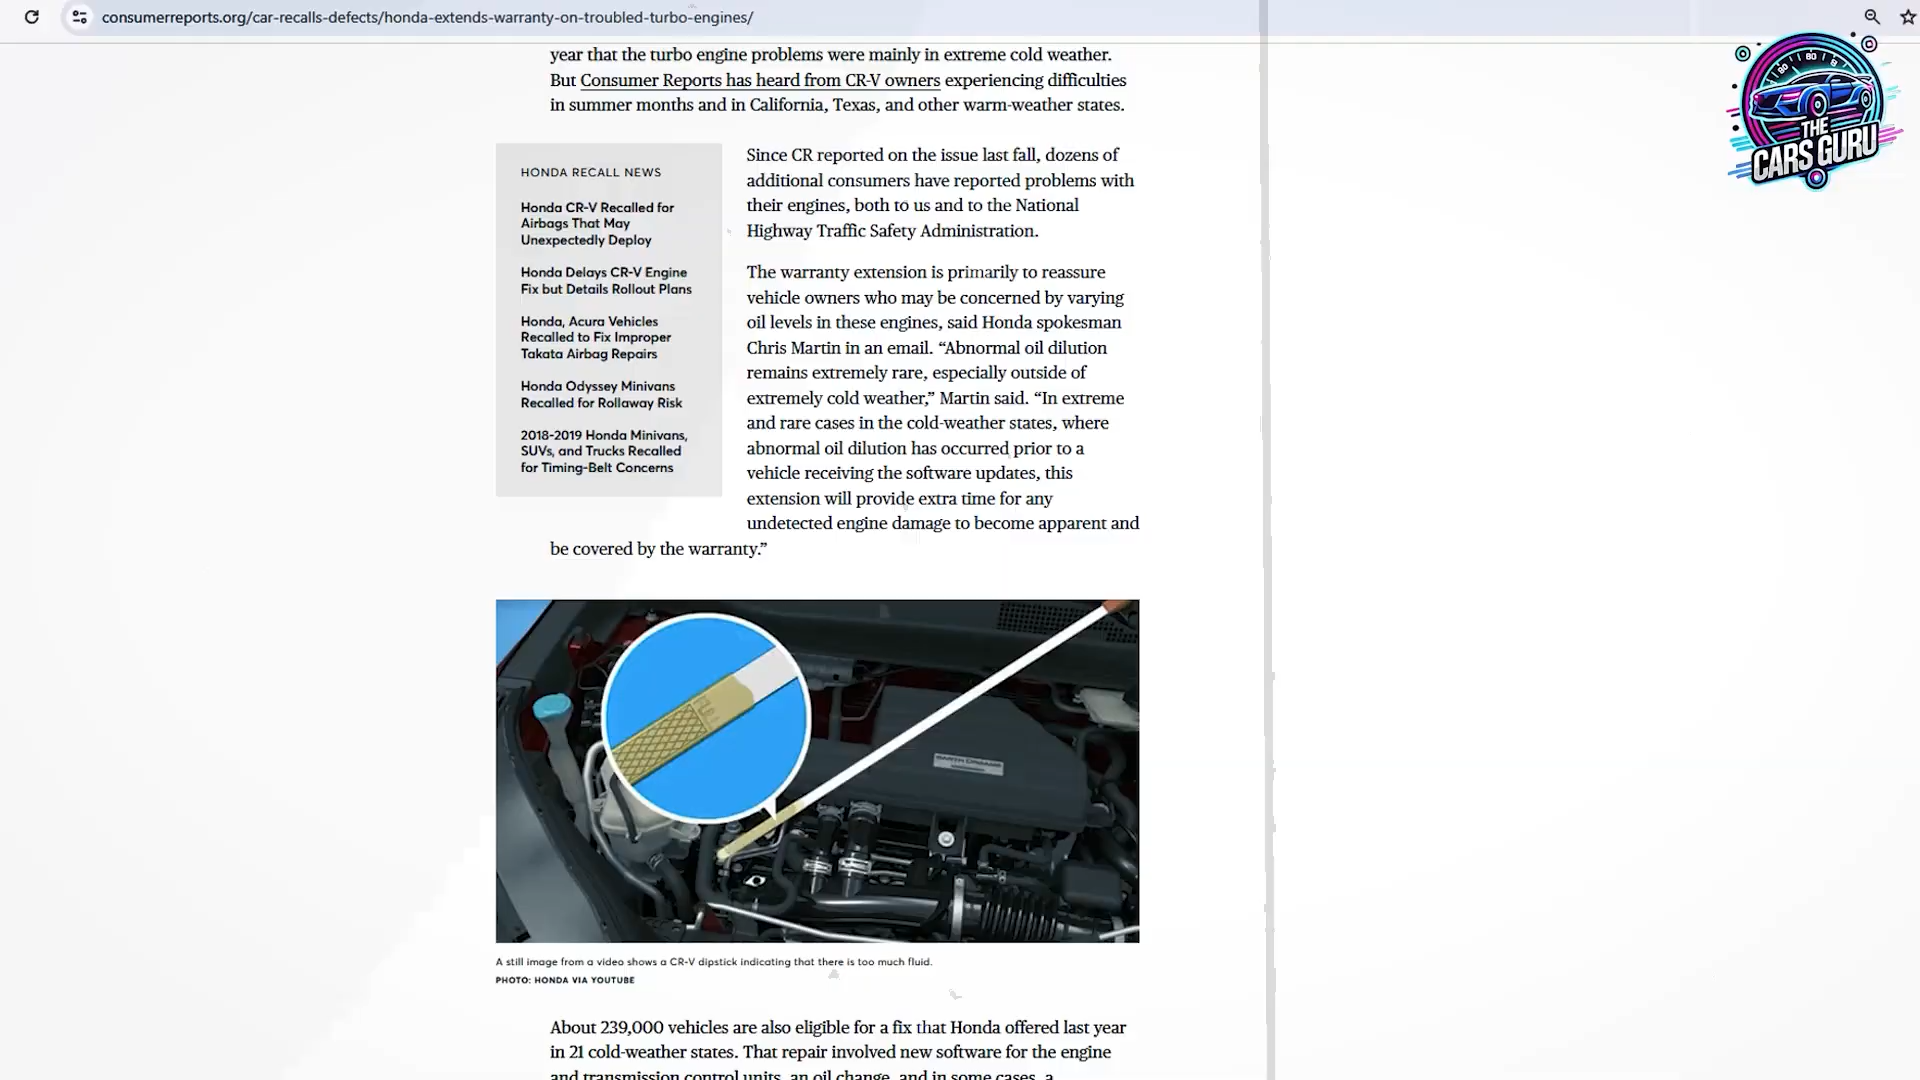 consumerreports.org/car-recalls-defects/honda-extends-warranty-on-troubled-turbo-engines/
year that the turbo engine problems were mainly in extreme cold weather.
But Consumer Reports has heard from CR-V owners experiencing difficulties
in summer months and in California, Texas, and other warm-weather states.
HONDA RECALL NEWS
Honda CR-V Recalled for
Airbags That May
Unexpectedly Deploy
Honda Delays CR-V Engine
Fix but Details Rollout Plans
Honda, Acura Vehicles
Recalled to Fix Improper
Takata Airbag Repairs
Honda Odyssey Minivans
Recalled for Rollaway Risk
2018-2019 Honda Minivans,
SUVs, and Trucks Recalled
for Timing-Belt Concerns
Since CR reported on the issue last fall, dozens of
additional consumers have reported problems with
their engines, both to us and to the National
Highway Traffic Safety Administration.
The warranty extension is primarily to reassure
vehicle owners who may be concerned by varying
oil levels in these engines, said Honda spokesman
Chris Martin in an email. “Abnormal oil dilution
remains extremely rare, especially outside of
extremely cold weather,” Martin said. “In extreme
and rare cases in the cold-weather states, where
abnormal oil dilution has occurred prior to a
vehicle receiving the software updates, this
extension will provide extra time for any
undetected engine damage to become apparent and
be covered by the warranty.”
A still image from a video shows a CR-V dipstick indicating that there is too much fluid.
PHOTO: HONDA VIA YOUTUBE
About 239,000 vehicles are also eligible for a fix that Honda offered last year
in 21 cold-weather states. That repair involved new software for the engine
and transmission control units, an oil change, and in some cases, a
THE
CARS GURU